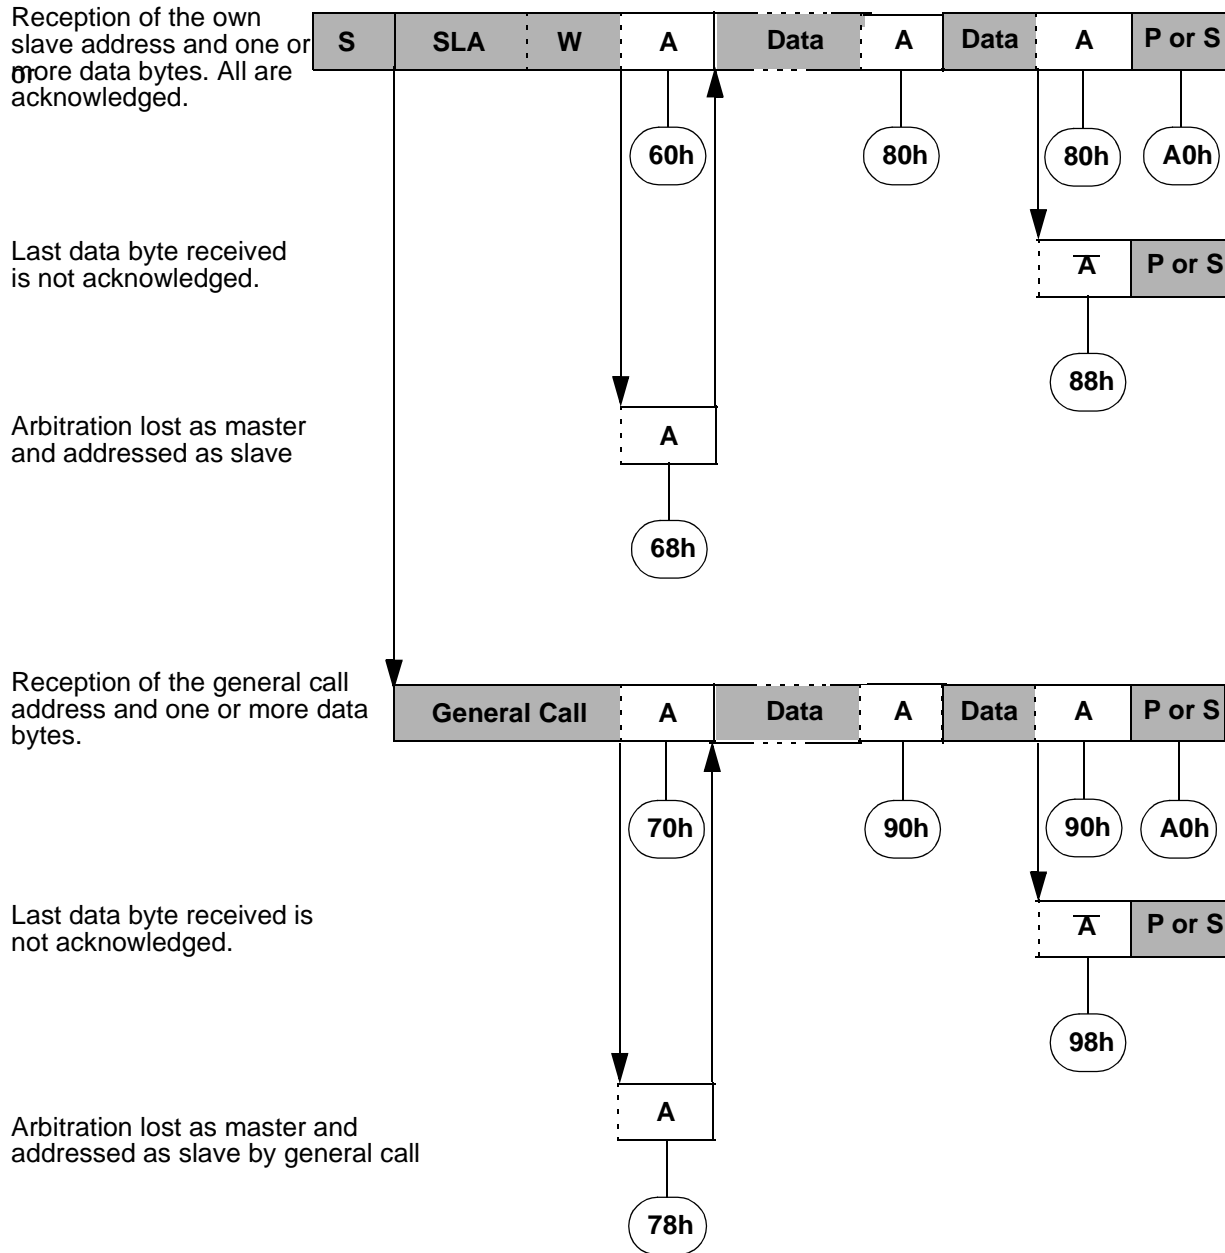 Reception of the own
slave address and one or
or
more data bytes. All are
acknowledged.
S SLA W A Data A Data A P or S
60h 80h 80h A0h
Last data byte received
is not acknowledged.
A P or S
88h
Arbitration lost as master
and addressed as slave
A
68h
Reception of the general call
address and one or more data
bytes.
General Call A Data A Data A P or S
70h 90h 90h A0h
Last data byte received is
not acknowledged.
A P or S
98h
Arbitration lost as master and
addressed as slave by general call
A
78h